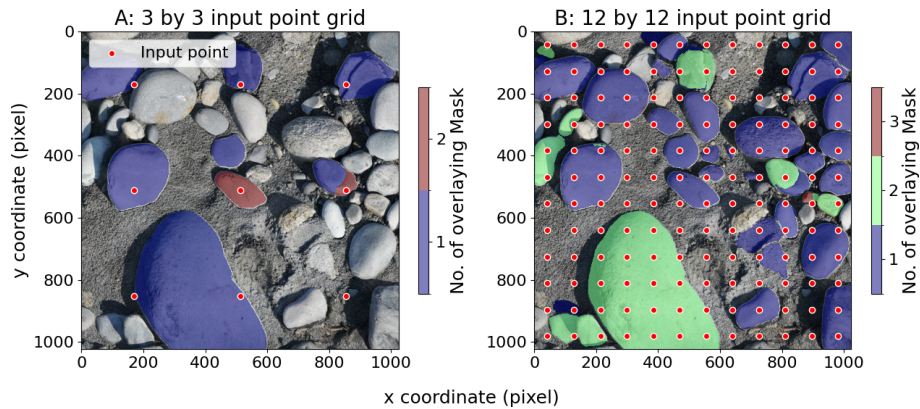 A: 3 by 3 input point grid
B: 12 by 12 input point grid
Input point
0
200
400
600
800
1000
0 200 400 600 800 1000
y coordinate (pixel)
2
1
No. of overlaying Mask
0
200
400
600
800
1000
0 200 400 600 800 1000
3
2
1
No. of overlaying Mask
x coordinate (pixel)